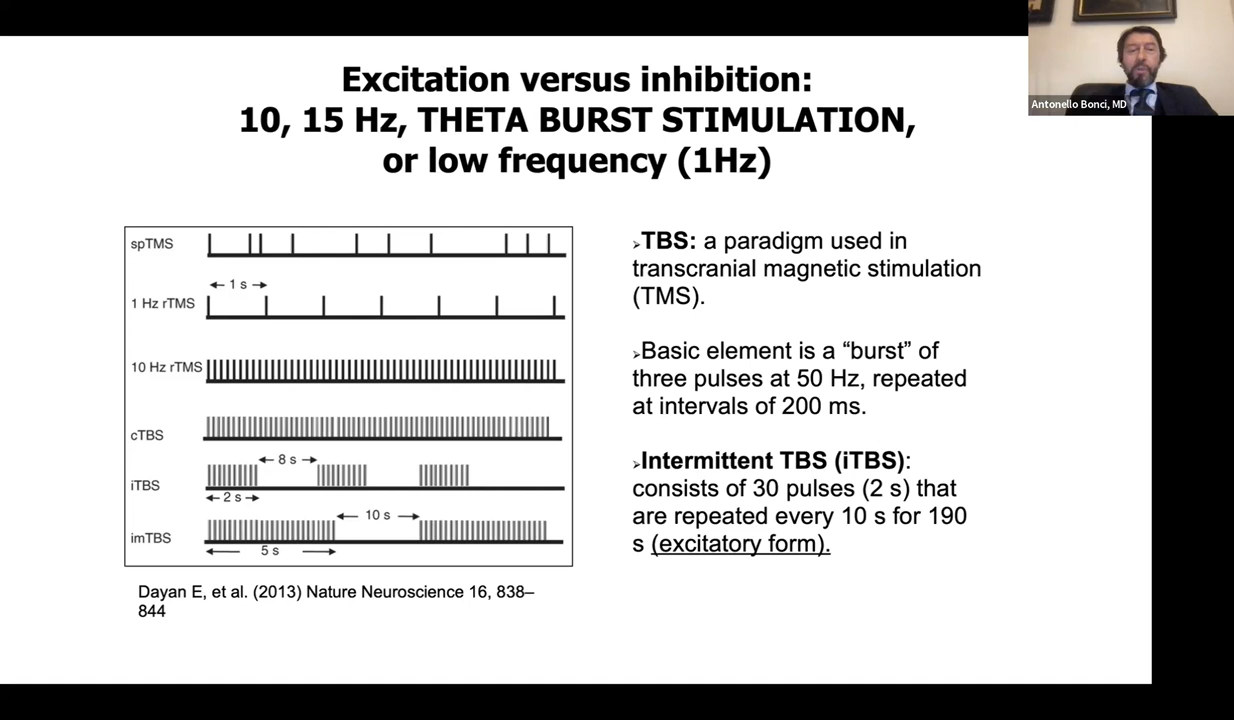 Antonello Bonci, MD
Excitation versus inhibition:
10, 15 Hz, THETA BURST STIMULATION,
or low frequency (1Hz)
spTMS
1 s
1 Hz rTMS
10 Hz rTMS
cTBS
8 s
iTBS
2 s
10 s
imTBS
5 s
Dayan E, et al. (2013) Nature Neuroscience 16, 838–
844
➢TBS: a paradigm used in
transcranial magnetic stimulation
(TMS).
➢Basic element is a “burst” of
three pulses at 50 Hz, repeated
at intervals of 200 ms.
➢Intermittent TBS (iTBS):
consists of 30 pulses (2 s) that
are repeated every 10 s for 190
s (excitatory form).